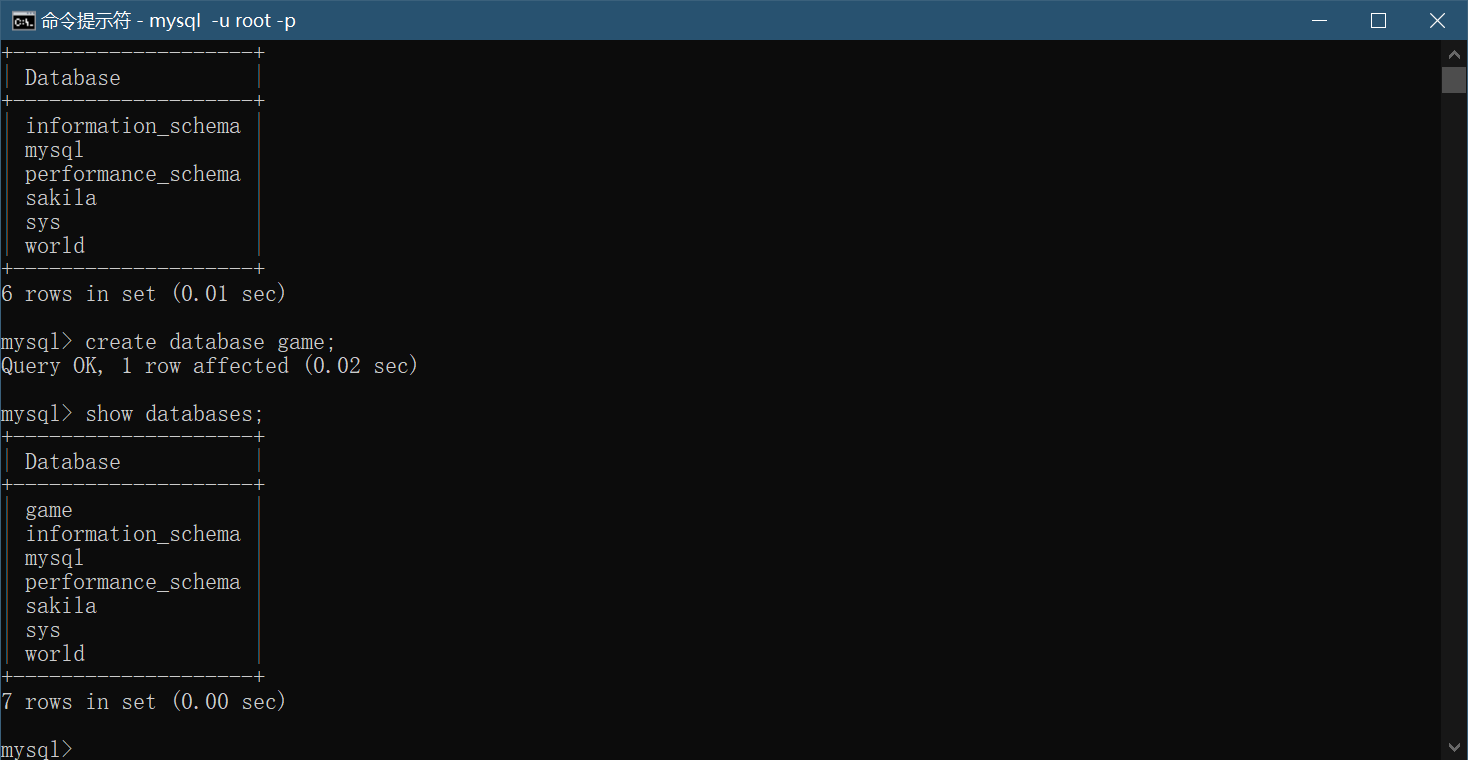 命令提示符 - mysql  -u root -p
+--------------------+
| Database           |
+--------------------+
| information_schema |
| mysql              |
| performance_schema |
| sakila             |
| sys                |
| world              |
+--------------------+
6 rows in set (0.01 sec)
mysql> create database game;
Query OK, 1 row affected (0.02 sec)
mysql> show databases;
+--------------------+
| Database           |
+--------------------+
| game               |
| information_schema |
| mysql              |
| performance_schema |
| sakila             |
| sys                |
| world              |
+--------------------+
7 rows in set (0.00 sec)
mysql>